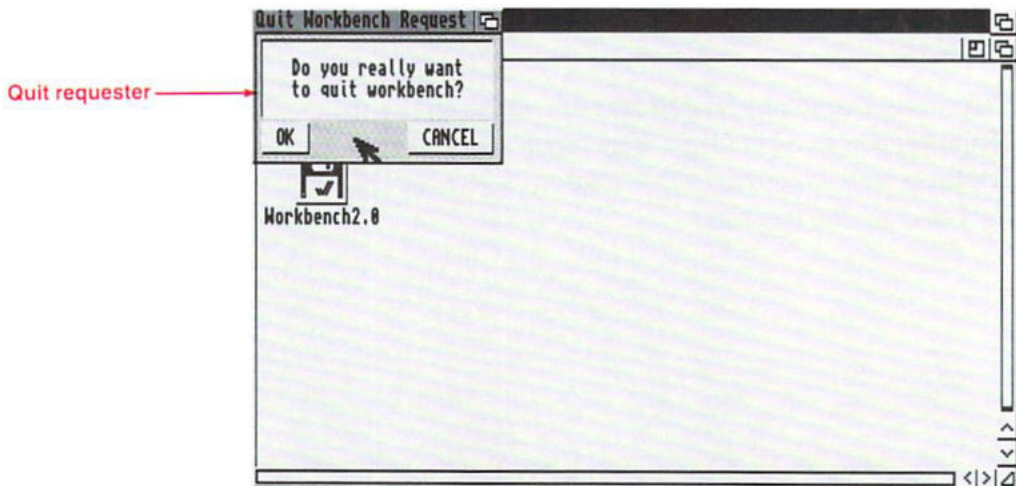 Quit Workbench Request
Quit requester
Do you really want
to quit workbench?
OK
CANCEL
Workbench2.0